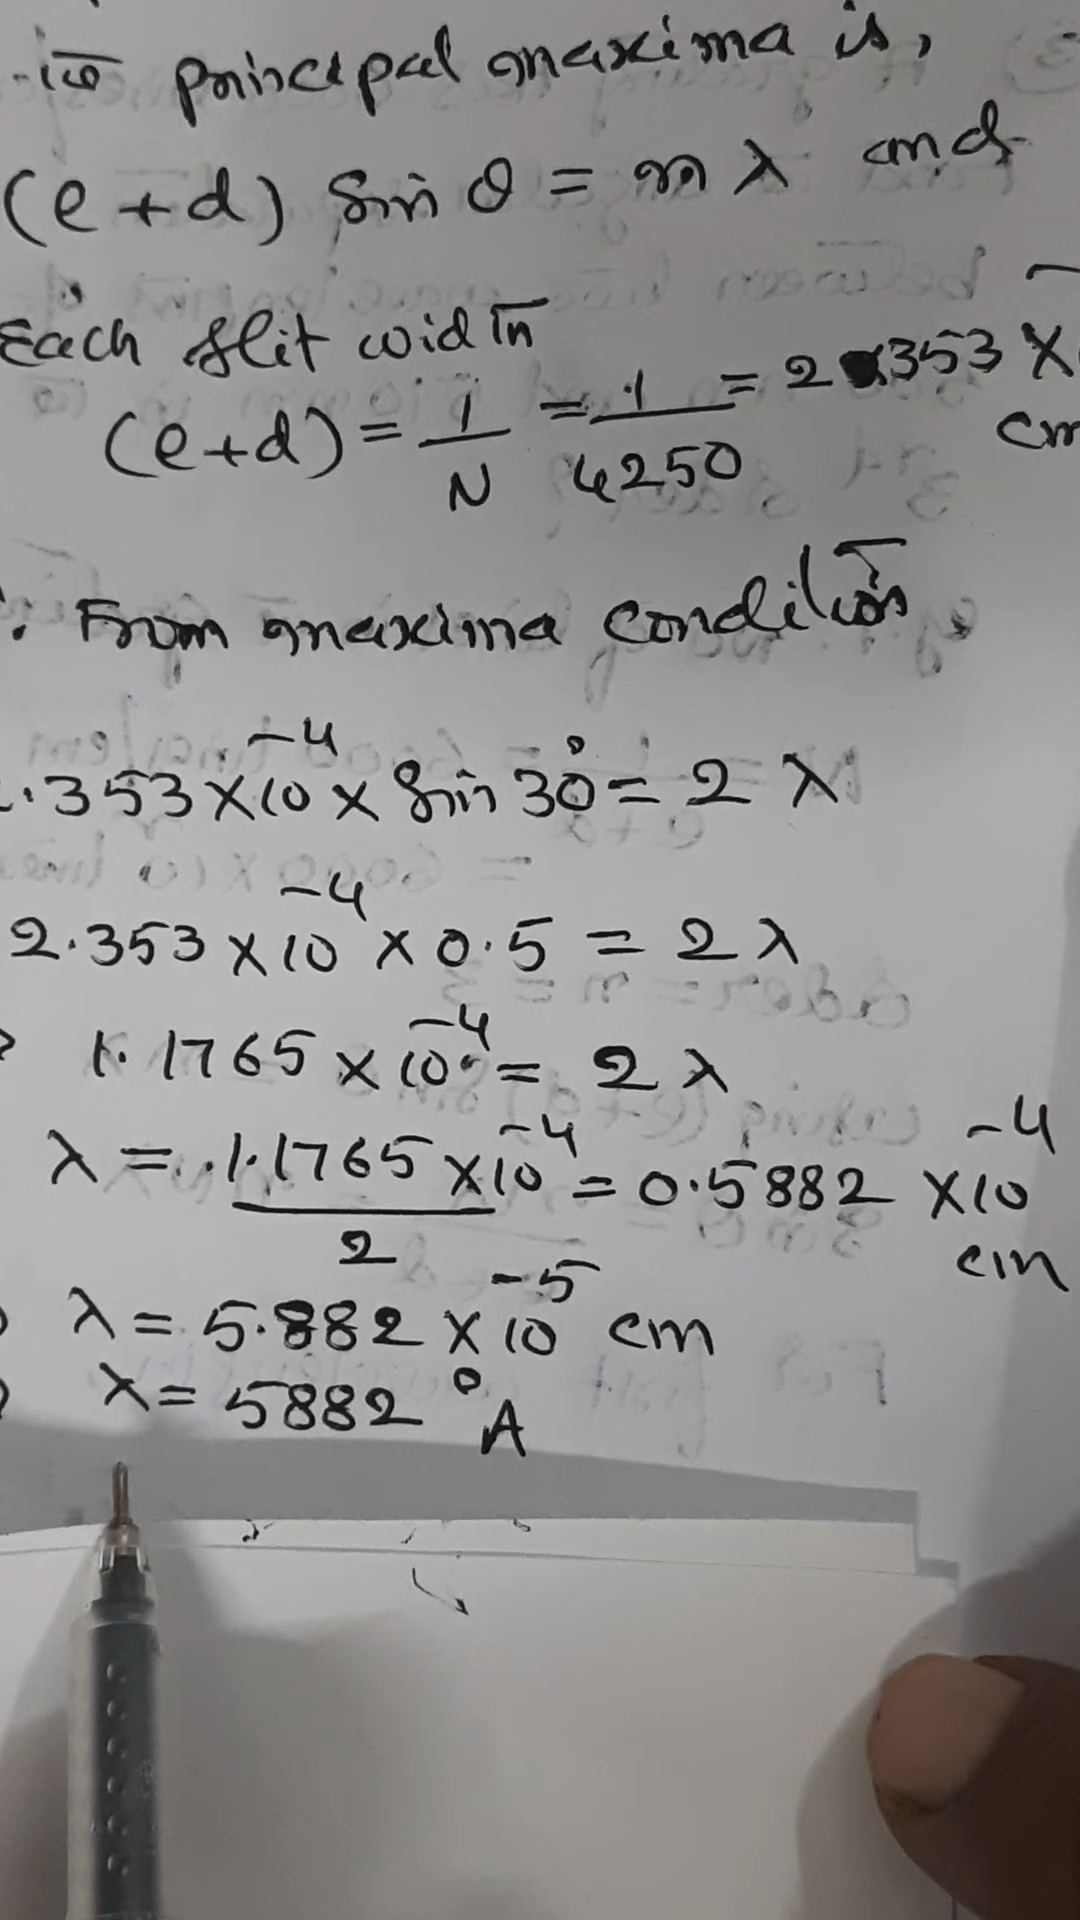 principal maxima is,
(e+d) Sin θ = m λ and
Each slit width
(e+d) = 1/N = 1/4250 = 2.353 ×
cm
From maxima condition,
.353×10⁻⁴ × Sin 30° = 2 λ
2.353 ×10⁻⁴ × 0.5 = 2 λ
1.1765 × 10⁻⁴ = 2 λ
λ = 1.1765 ×10⁻⁴/2 = 0.5882 ×10⁻⁴
cm
λ = 5.882 × 10⁻⁵ cm
λ = 5882 °A